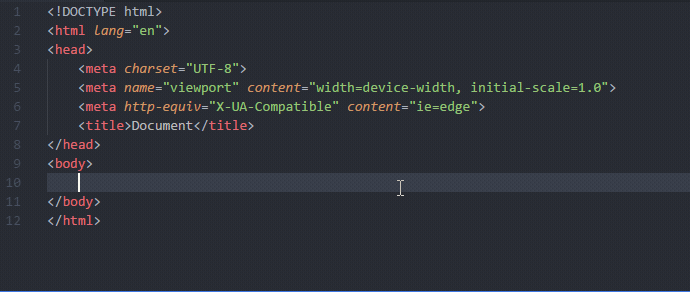 1 <!DOCTYPE html>
2 <html lang="en">
3 <head>
4     <meta charset="UTF-8">
5     <meta name="viewport" content="width=device-width, initial-scale=1.0">
6     <meta http-equiv="X-UA-Compatible" content="ie=edge">
7     <title>Document</title>
8 </head>
9 <body>
10
11 </body>
12 </html>